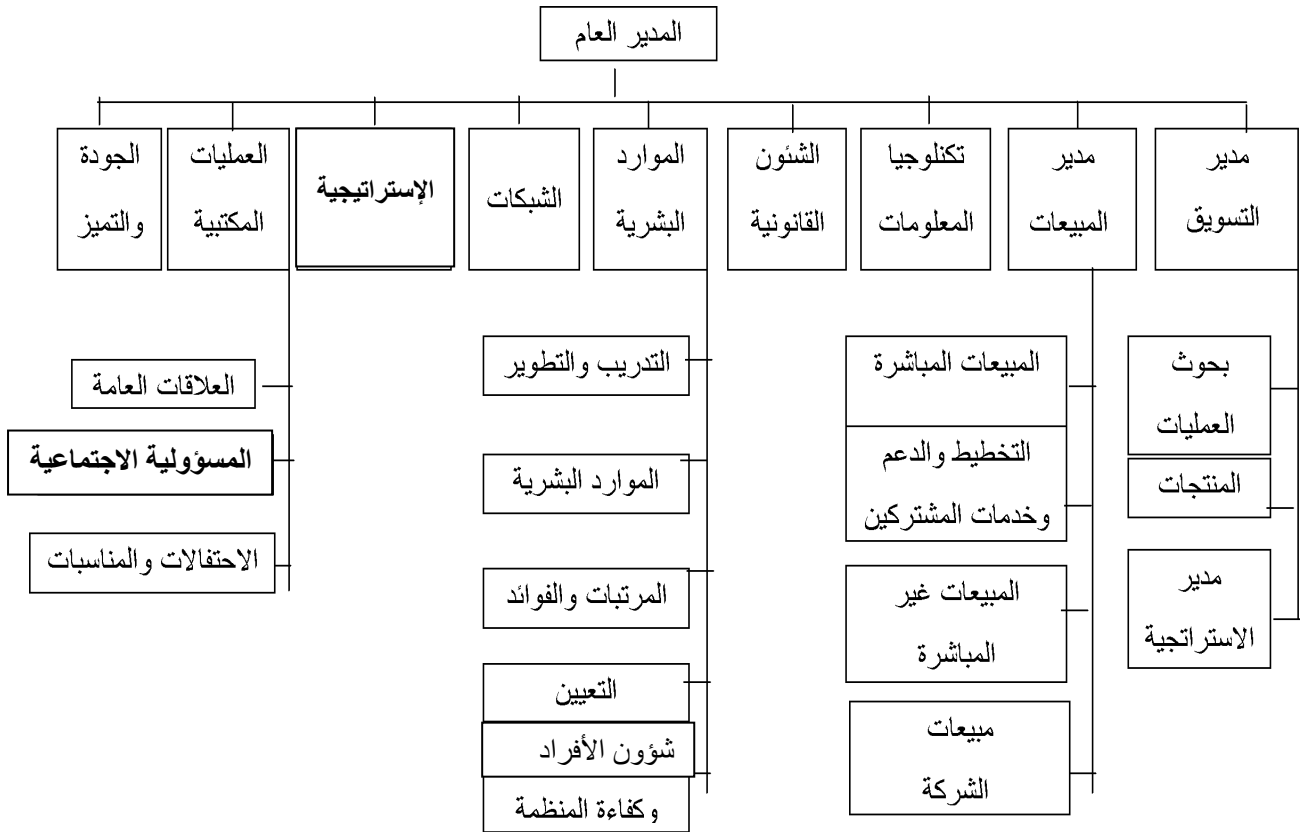 المدير العام
مدير
التسويق
مدير
المبيعات
تكنلوجيا
المعلومات
الشئون
القانونية
الموارد
البشرية
الشبكات
الإستراتيجية
العمليات
المكتبية
الجودة
والتميز
بحوث
العمليات
المنتجات
مدير
الاستراتجية
المبيعات المباشرة
التخطيط والدعم
وخدمات المشتركين
المبيعات غير
المباشرة
مبيعات
الشركة
التدريب والتطوير
الموارد البشرية
المرتبات والفوائد
التعيين
شؤون الأفراد
وكفاءة المنظمة
العلاقات العامة
المسؤولية الاجتماعية
الاحتفالات والمناسبات